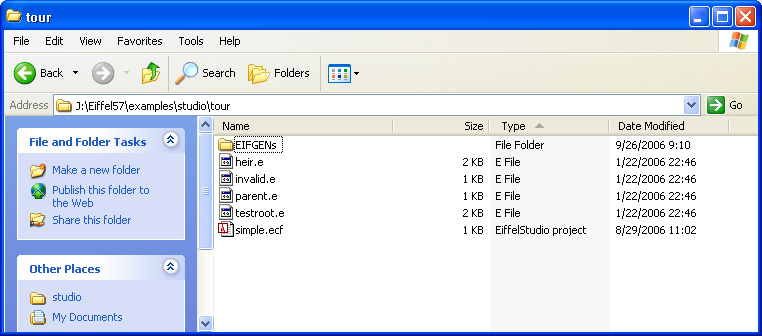 tour
File Edit View Favorites Tools Help
Back Search Folders
Address J:\Eiffel57\examples\studio\tour Go
File and Folder Tasks
Make a new folder
Publish this folder to
the Web
Share this folder
Other Places
studio
My Documents
Name Size Type Date Modified
EIFGENs File Folder 9/26/2006 9:10
heir.e 2 KB E File 1/22/2006 22:46
invalid.e 1 KB E File 1/22/2006 22:46
parent.e 1 KB E File 1/22/2006 22:46
testroot.e 2 KB E File 1/22/2006 22:46
simple.ecf 1 KB EiffelStudio project 8/29/2006 11:02